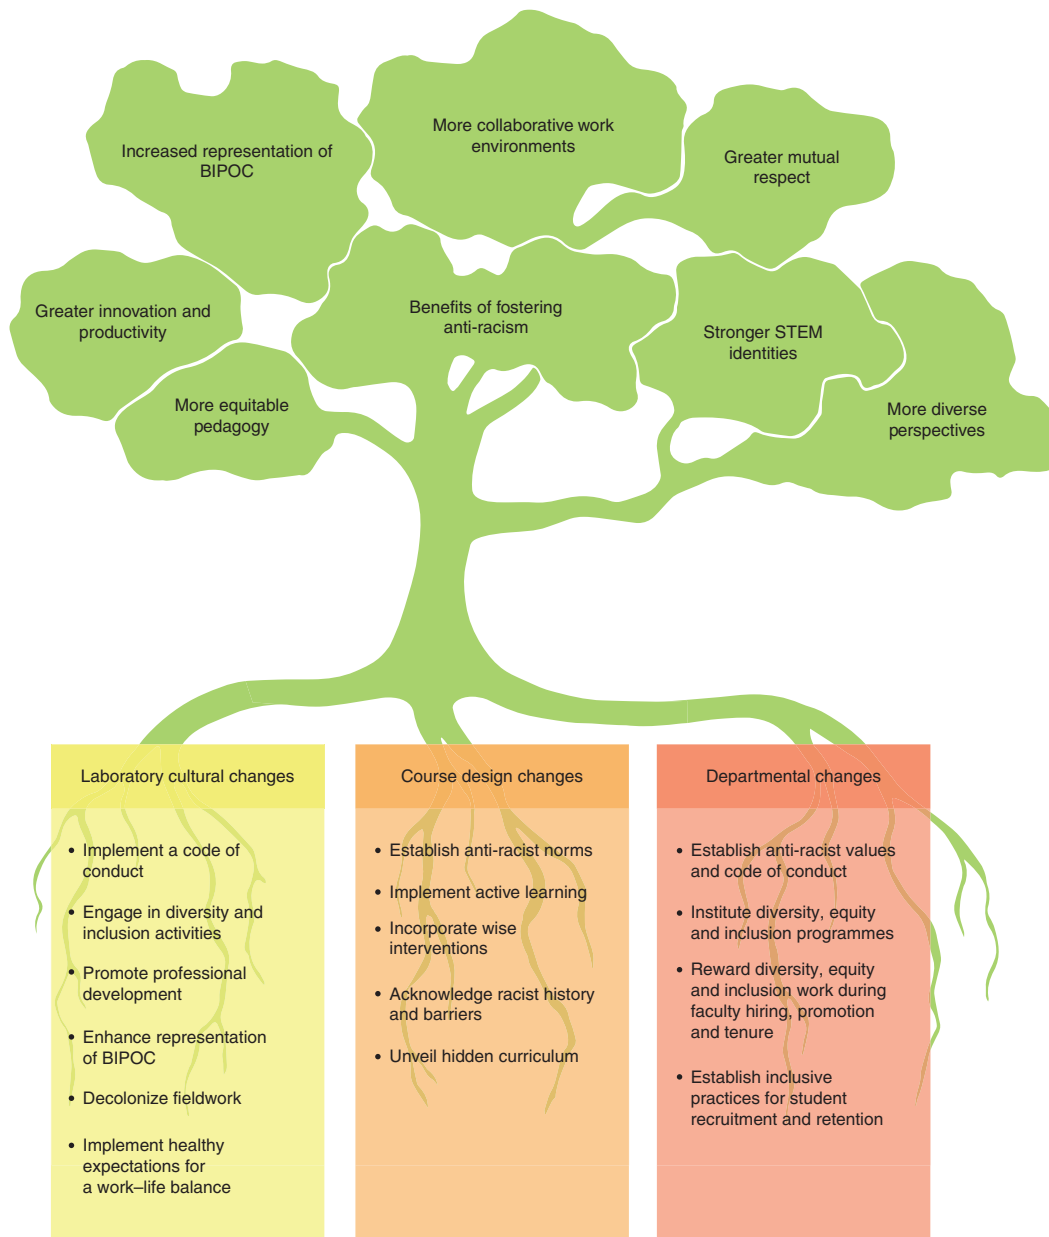 More collaborative work
environments
Increased representation of
BIPOC
Greater mutual
respect
Greater innovation and
productivity
Benefits of fostering
anti-racism
Stronger STEM
identities
More equitable
pedagogy
More diverse
perspectives
Laboratory cultural changes
• Implement a code of
conduct
• Engage in diversity and
inclusion activities
• Promote professional
development
• Enhance representation
of BIPOC
• Decolonize fieldwork
• Implement healthy
expectations for
a work–life balance
Course design changes
• Establish anti-racist norms
• Implement active learning
• Incorporate wise
interventions
• Acknowledge racist history
and barriers
• Unveil hidden curriculum
Departmental changes
• Establish anti-racist values
and code of conduct
• Institute diversity, equity
and inclusion programmes
• Reward diversity, equity
and inclusion work during
faculty hiring, promotion
and tenure
• Establish inclusive
practices for student
recruitment and retention